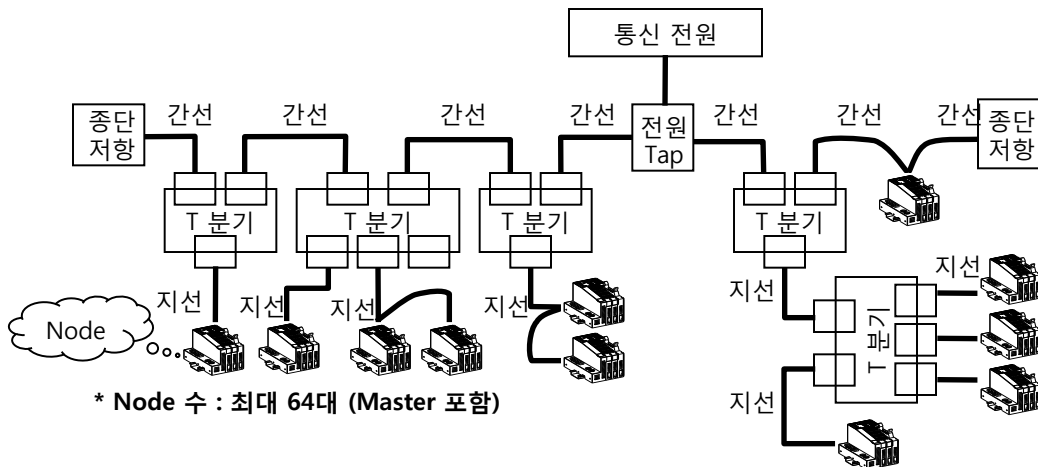 통신 전원
간선
간선
간선
간선
간선
간선
간선
종단
저항
전원
Tap
종단
저항
T 분기
T 분기
T 분기
T 분기
지선
지선
지선
지선
지선
지선
Node
T 분기
지선
* Node 수 : 최대 64대 (Master 포함)